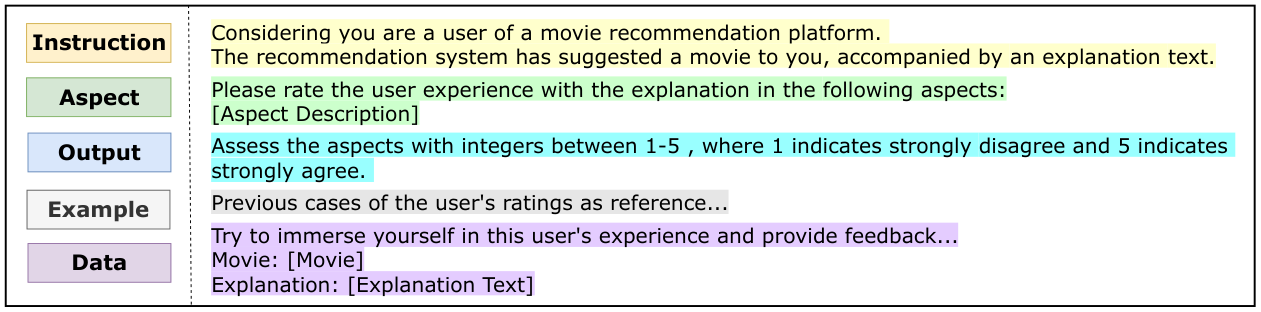 Instruction
Considering you are a user of a movie recommendation platform.
The recommendation system has suggested a movie to you, accompanied by an explanation text.
Aspect
Please rate the user experience with the explanation in the following aspects:
[Aspect Description]
Output
Assess the aspects with integers between 1-5 , where 1 indicates strongly disagree and 5 indicates
strongly agree.
Example
Previous cases of the user's ratings as reference...
Data
Try to immerse yourself in this user's experience and provide feedback...
Movie: [Movie]
Explanation: [Explanation Text]